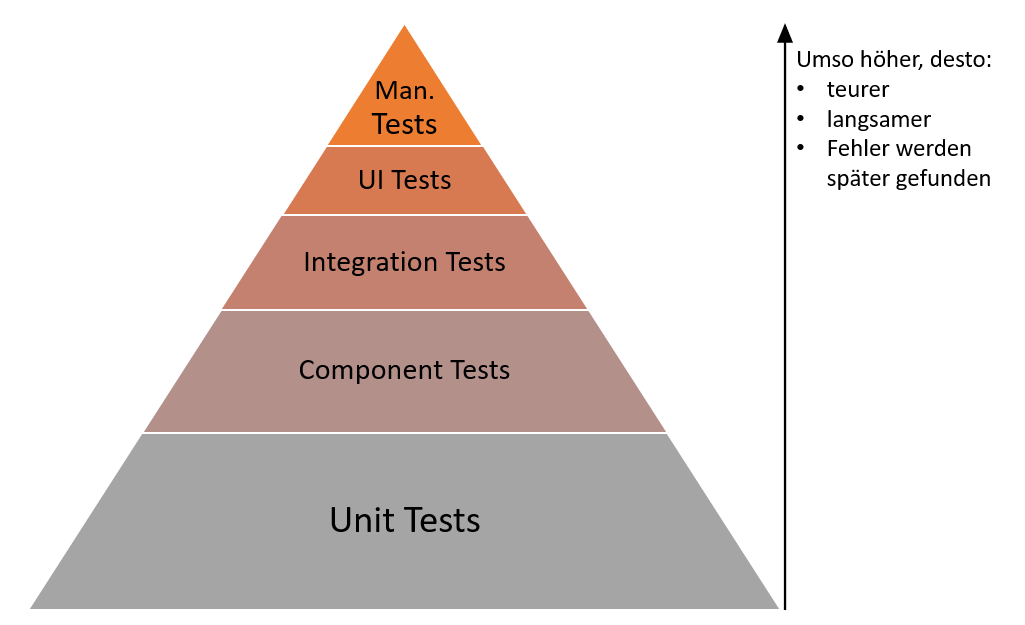 Man.
Tests
UI Tests
Integration Tests
Component Tests
Unit Tests
Umso höher, desto:
• teurer
• langsamer
• Fehler werden
später gefunden